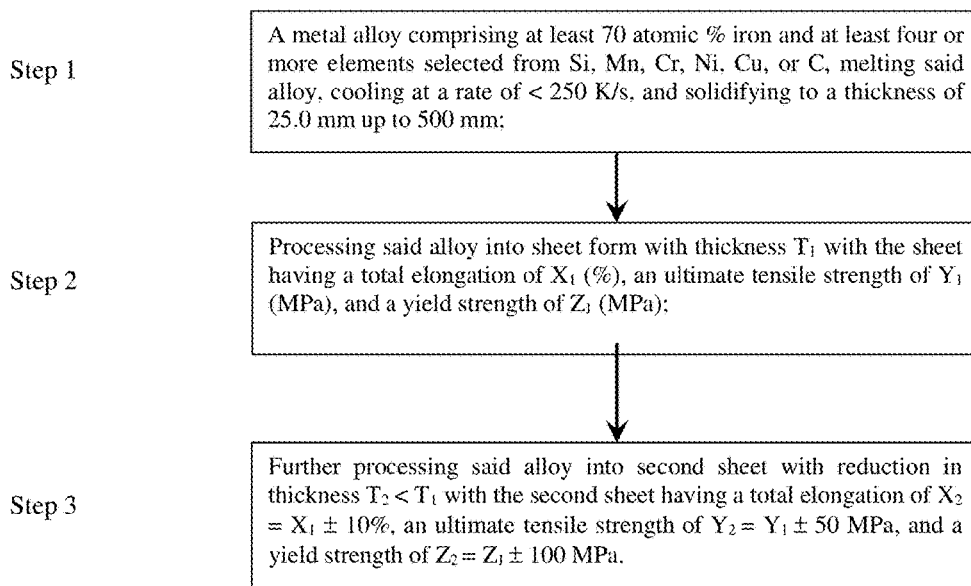 Step 1
A metal alloy comprising at least 70 atomic % iron and at least four or
more elements selected from Si, Mn, Cr, Ni, Cu, or C, melting said
alloy, cooling at a rate of < 250 K/s, and solidifying to a thickness of
25.0 mm up to 500 mm;
Step 2
Processing said alloy into sheet form with thickness T₁ with the sheet
having a total elongation of X₁ (%), an ultimate tensile strength of Y₁
(MPa), and a yield strength of Z₁ (MPa);
Step 3
Further processing said alloy into second sheet with reduction in
thickness T₂ < T₁ with the second sheet having a total elongation of X₂
= X₁ ± 10%, an ultimate tensile strength of Y₂ = Y₁ ± 50 MPa, and a
yield strength of Z₂ = Z₁ ± 100 MPa.